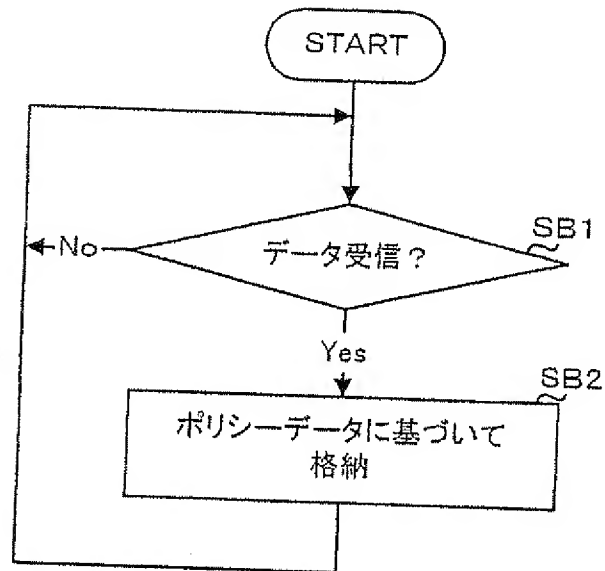 START
SB1
データ受信?
No
Yes
SB2
ポリシーデータに基づいて
格納